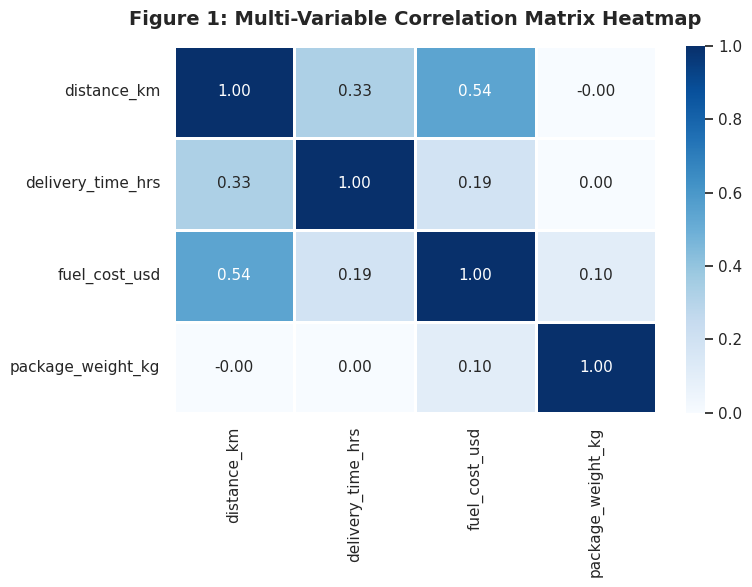 Figure 1: Multi-Variable Correlation Matrix Heatmap
distance_km 1.00 0.33 0.54 -0.00
delivery_time_hrs 0.33 1.00 0.19 0.00
fuel_cost_usd 0.54 0.19 1.00 0.10
package_weight_kg -0.00 0.00 0.10 1.00
distance_km
delivery_time_hrs
fuel_cost_usd
package_weight_kg
1.0
0.8
0.6
0.4
0.2
0.0